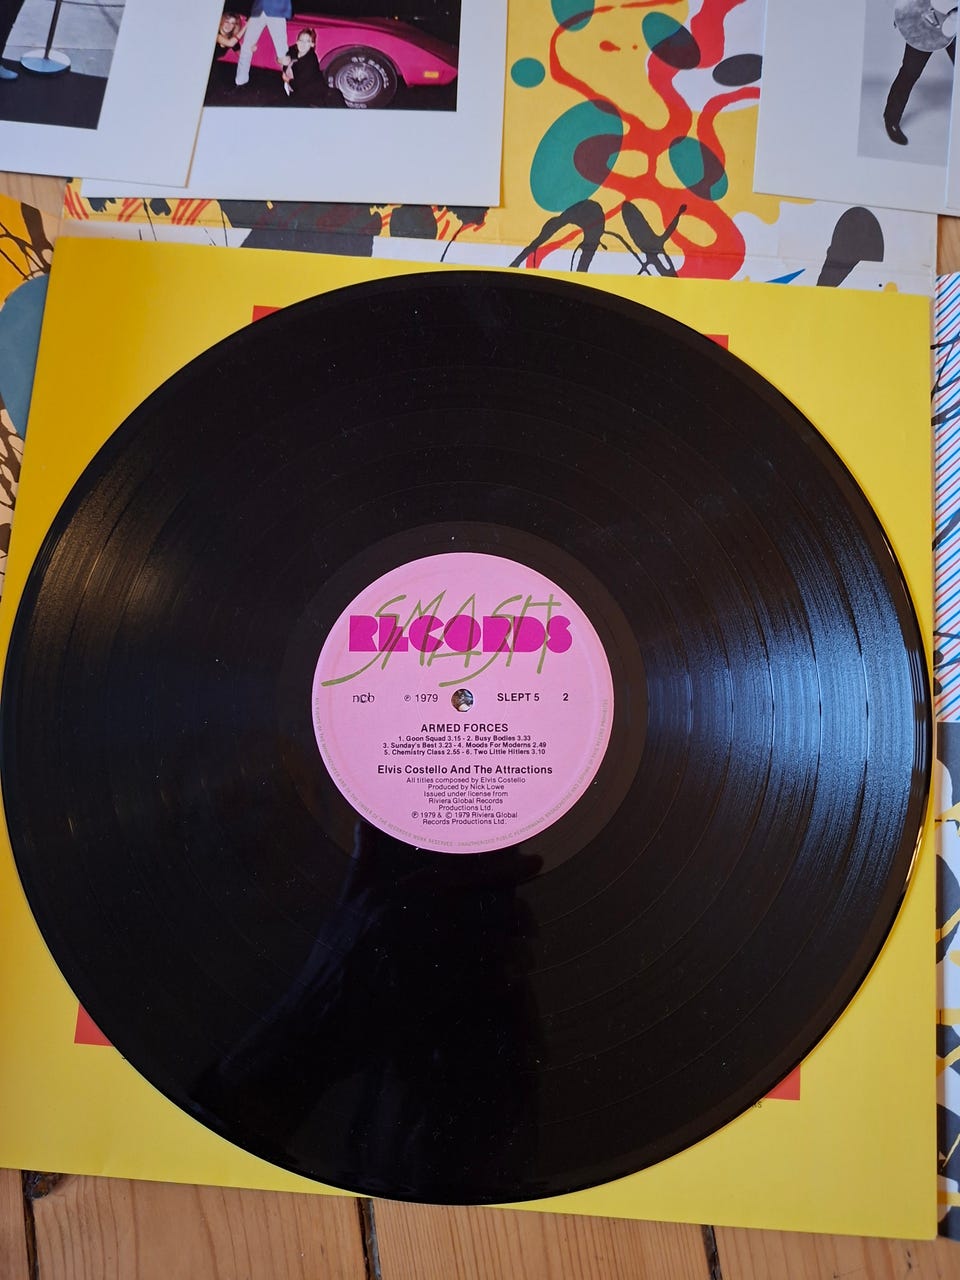 SMASH
RECORDS
ncb ℗ 1979 SLEPT 5 2
ARMED FORCES
1. Goon Squad 3.15 - 2. Busy Bodies 3.33
3. Sunday's Best 3.23 - 4. Moods For Moderns 2.49
5. Chemistry Class 2.55 - 6. Two Little Hitlers 3.10
Elvis Costello And The Attractions
All titles composed by Elvis Costello
Produced by Nick Lowe
Issued under license from
Riviera Global Records
Productions Ltd.
℗ 1979 & © 1979 Riviera Global
Records Productions Ltd.